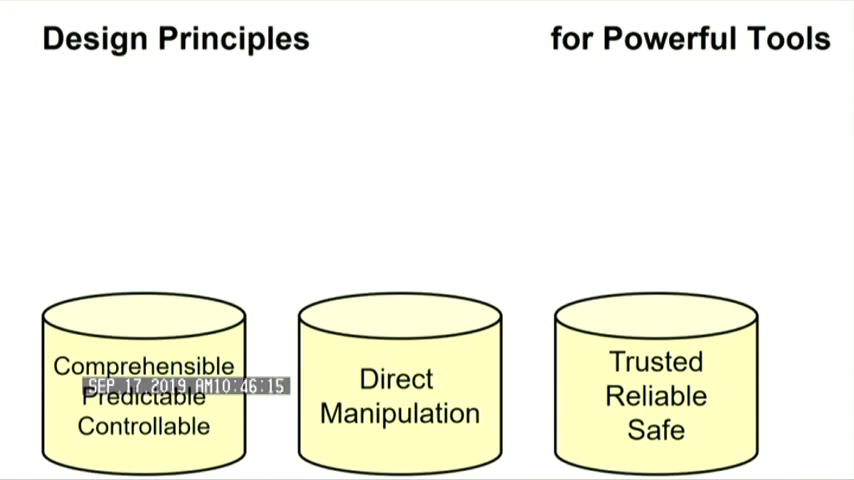 Design Principles for Powerful Tools
Comprehensible
Predictable
Controllable
SEP.17.2019 AM10:46:15
Direct
Manipulation
Trusted
Reliable
Safe